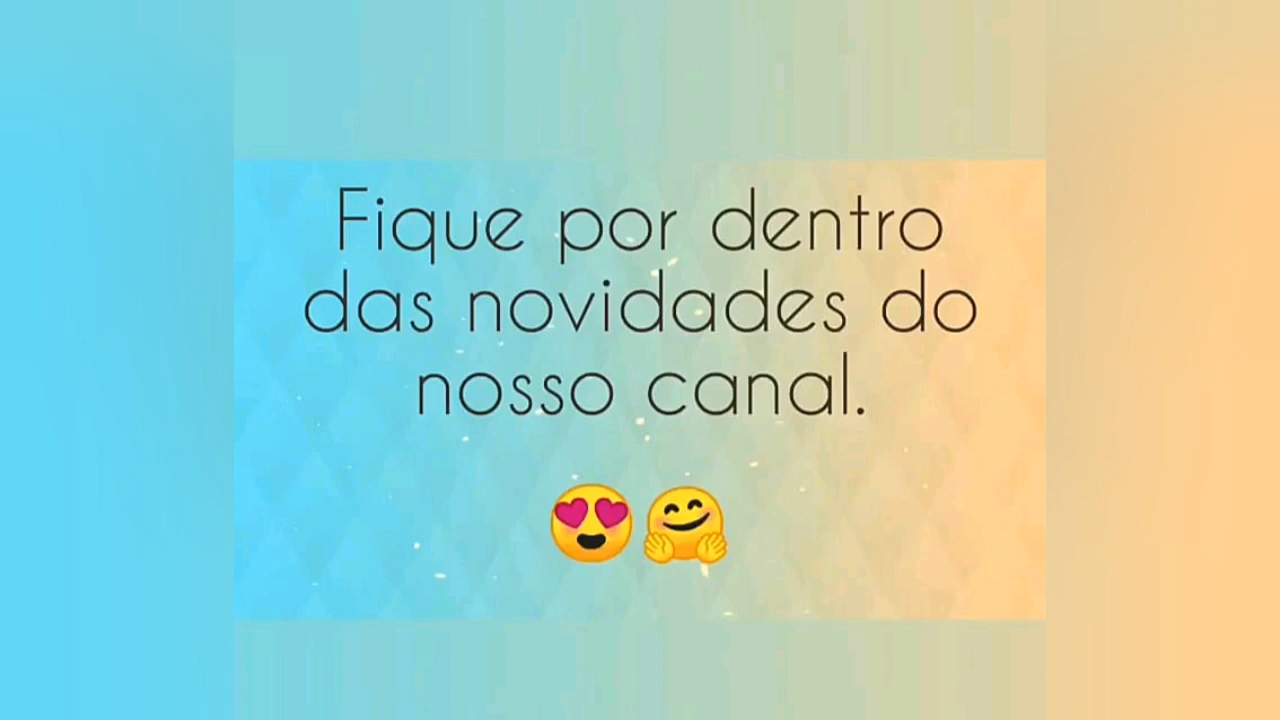 Fique por dentro
das novidades do
nosso canal.
😍🤗